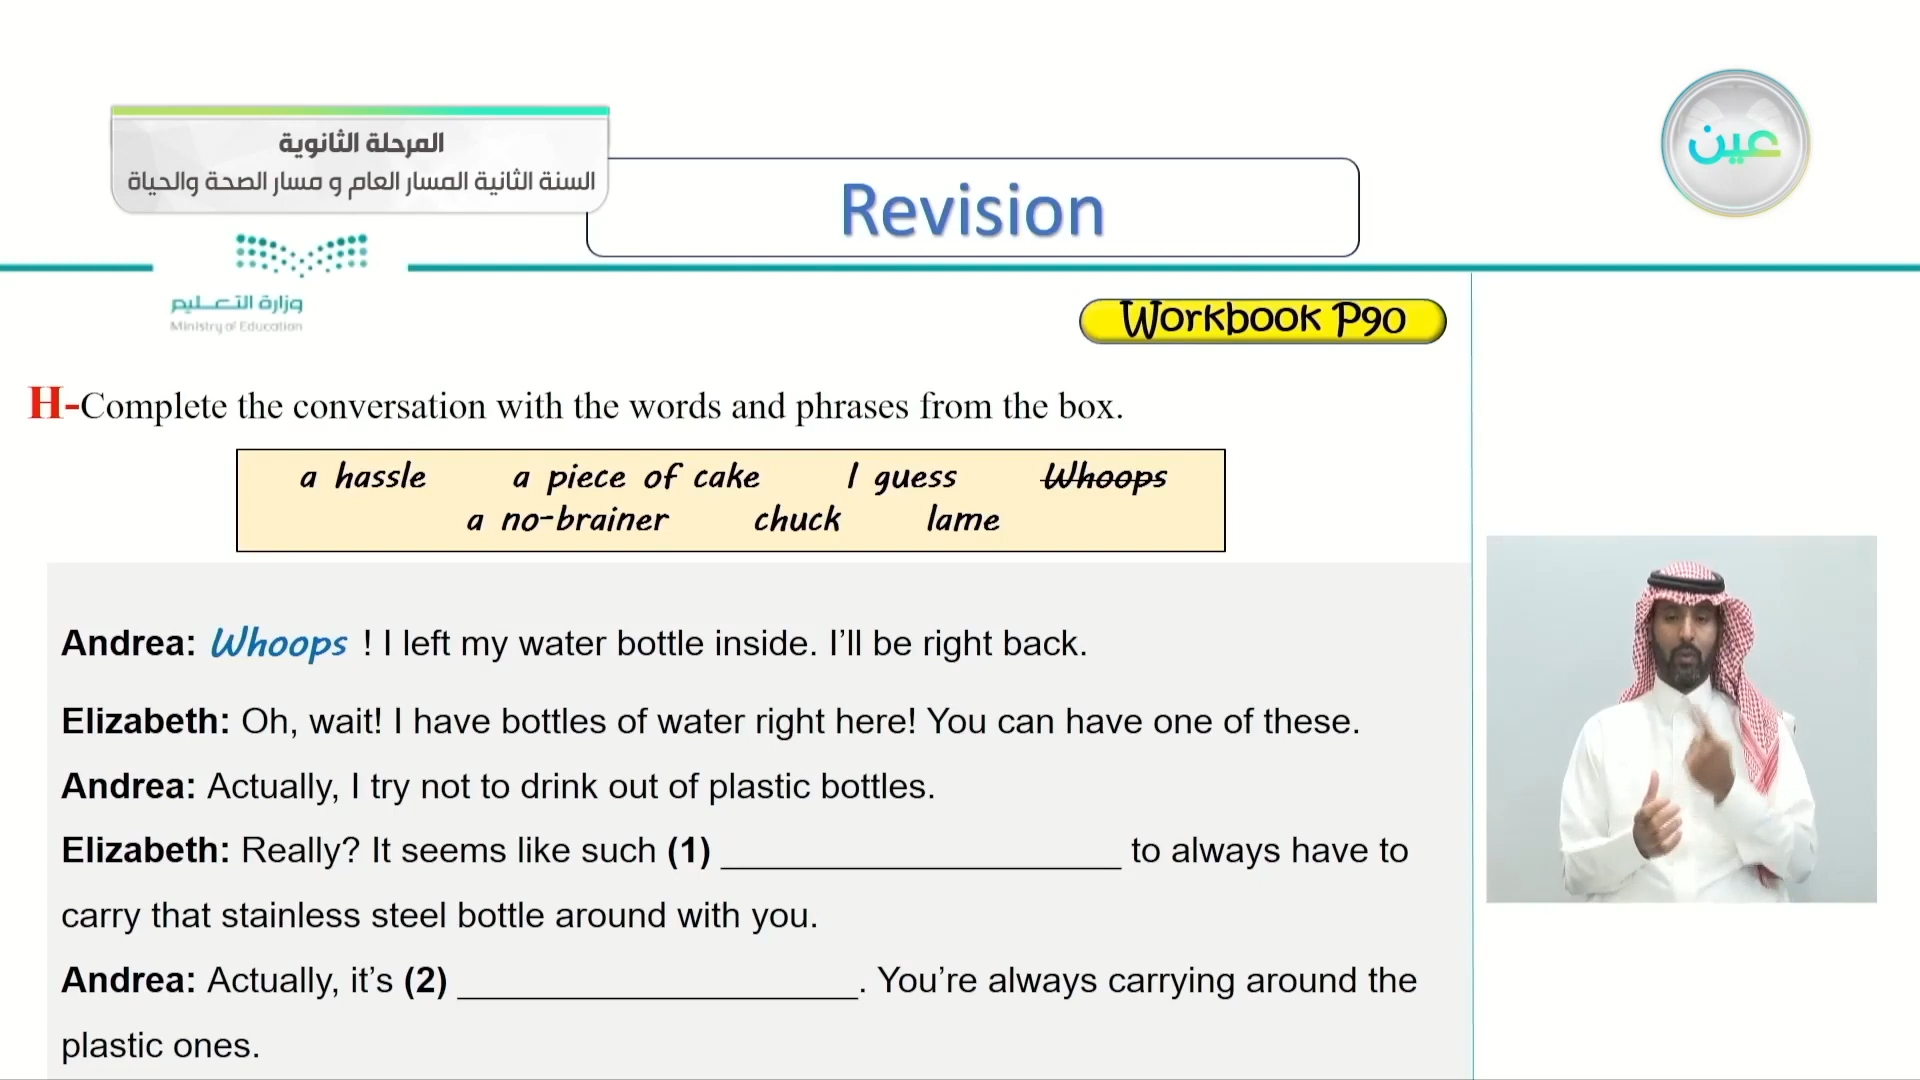 المرحلة الثانوية
السنة الثانية المسار العام و مسار الصحة والحياة
عين
Revision
وزارة التعليم
Ministry of Education
Workbook P90
H-Complete the conversation with the words and phrases from the box.
a hassle a piece of cake I guess Whoops
a no-brainer chuck lame
Andrea: Whoops ! I left my water bottle inside. I’ll be right back.
Elizabeth: Oh, wait! I have bottles of water right here! You can have one of these.
Andrea: Actually, I try not to drink out of plastic bottles.
Elizabeth: Really? It seems like such (1) ____________________ to always have to
carry that stainless steel bottle around with you.
Andrea: Actually, it’s (2) ____________________. You’re always carrying around the
plastic ones.